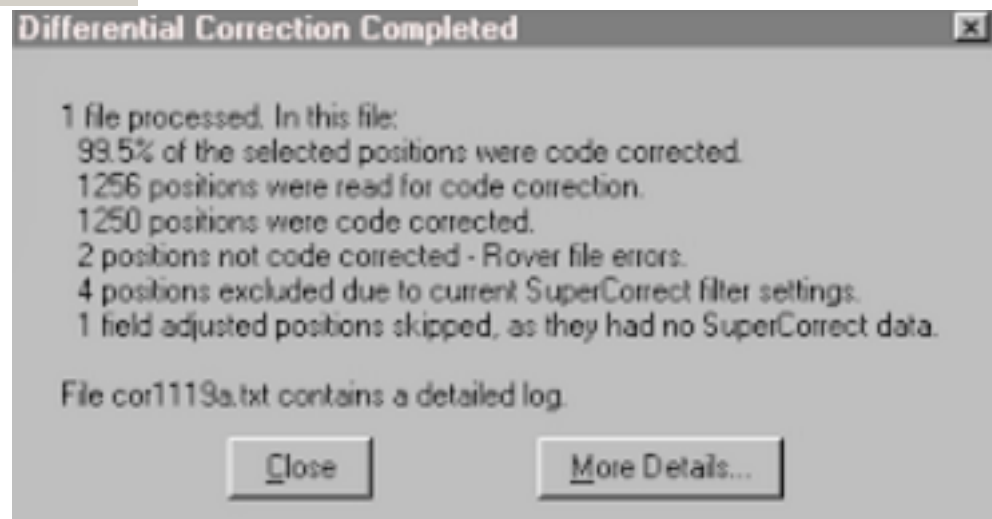 Differential Correction Completed
1 file processed. In this file:
99.5% of the selected positions were code corrected.
1256 positions were read for code correction.
1250 positions were code corrected.
2 positions not code corrected - Rover file errors.
4 positions excluded due to current SuperCorrect filter settings.
1 field adjusted positions skipped, as they had no SuperCorrect data.
File cor1119a.txt contains a detailed log.
Close
More Details...